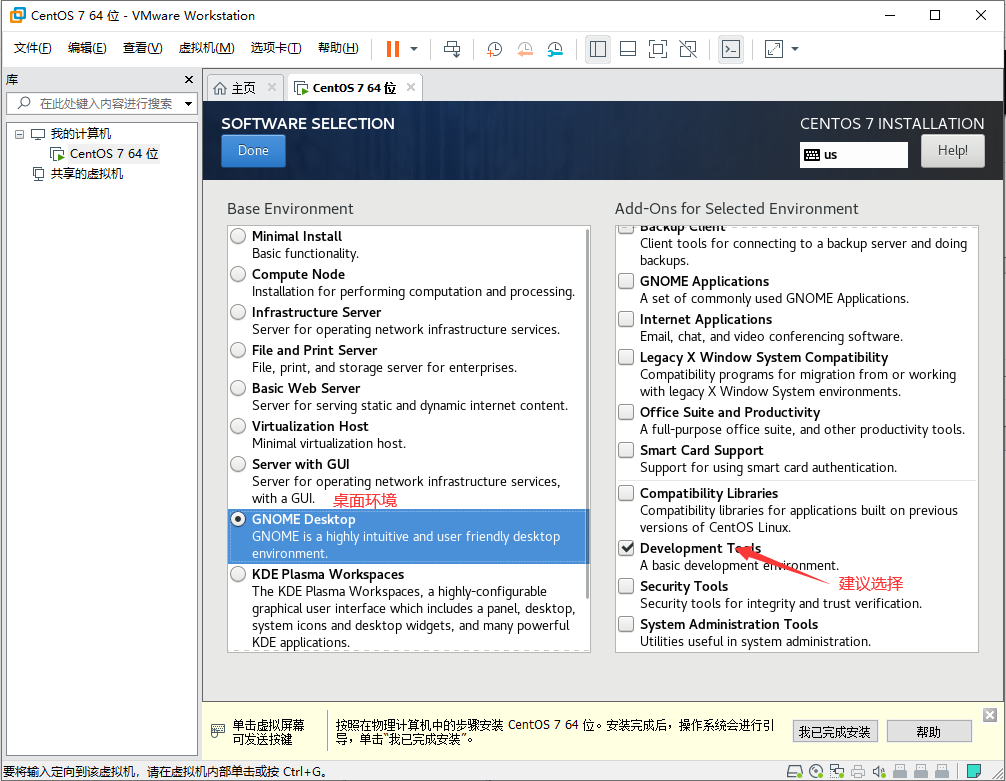 CentOS 7 64 位 - VMware Workstation
文件(F) 编辑(E) 查看(V) 虚拟机(M) 选项卡(T) 帮助(H)
库
在此处键入内容进行搜索
我的计算机
CentOS 7 64 位
共享的虚拟机
主页
CentOS 7 64 位
SOFTWARE SELECTION
Done
CENTOS 7 INSTALLATION
us
Help!
Base Environment
Minimal Install
Basic functionality.
Compute Node
Installation for performing computation and processing.
Infrastructure Server
Server for operating network infrastructure services.
File and Print Server
File, print, and storage server for enterprises.
Basic Web Server
Server for serving static and dynamic internet content.
Virtualization Host
Minimal virtualization host.
Server with GUI
Server for operating network infrastructure services,
with a GUI.
桌面环境
GNOME Desktop
GNOME is a highly intuitive and user friendly desktop
environment.
KDE Plasma Workspaces
The KDE Plasma Workspaces, a highly-configurable
graphical user interface which includes a panel, desktop,
system icons and desktop widgets, and many powerful
KDE applications.
Add-Ons for Selected Environment
Backup Client
Client tools for connecting to a backup server and doing
backups.
GNOME Applications
A set of commonly used GNOME Applications.
Internet Applications
Email, chat, and video conferencing software.
Legacy X Window System Compatibility
Compatibility programs for migration from or working
with legacy X Window System environments.
Office Suite and Productivity
A full-purpose office suite, and other productivity tools.
Smart Card Support
Support for using smart card authentication.
Compatibility Libraries
Compatibility libraries for applications built on previous
versions of CentOS Linux.
Development Tools
A basic development environment.
建议选择
Security Tools
Security tools for integrity and trust verification.
System Administration Tools
Utilities useful in system administration.
单击虚拟屏幕
可发送按键
按照在物理计算机中的步骤安装 CentOS 7 64 位。安装完成后，操作系统会进行引
导，单击“我已完成安装”。
我已完成安装
帮助
要将输入定向到该虚拟机，请在虚拟机内部单击或按 Ctrl+G。